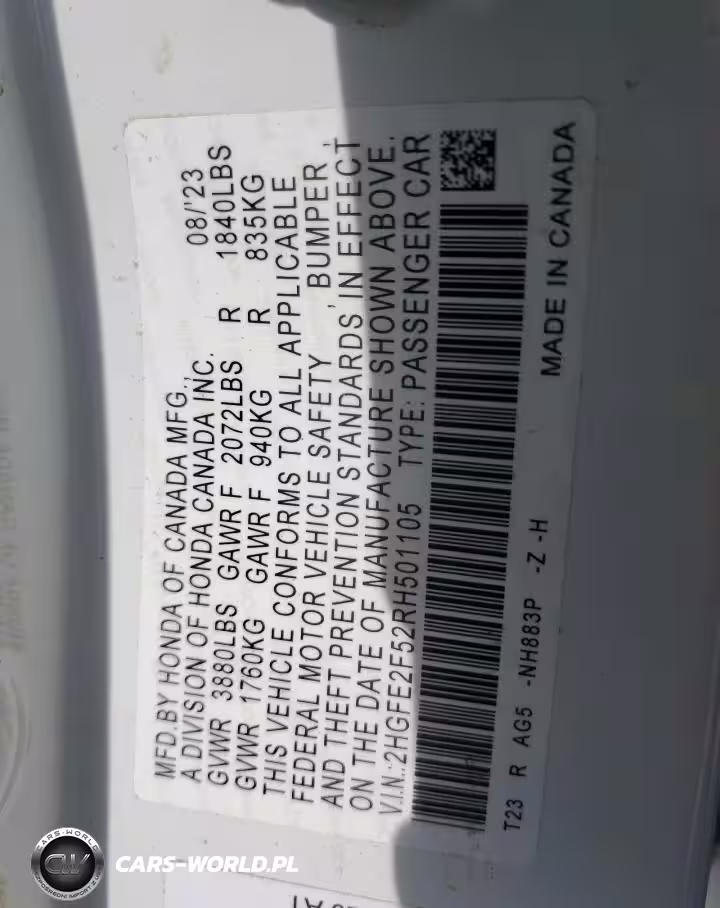 MFD.BY HONDA OF CANADA MFG.,
A DIVISION OF HONDA CANADA INC. 08/'23
GVWR 3880LBS GAWR F 2072LBS R 1840LBS
GVWR 1760KG GAWR F 940KG R 835KG
THIS VEHICLE CONFORMS TO ALL APPLICABLE
FEDERAL MOTOR VEHICLE SAFETY, BUMPER,
AND THEFT PREVENTION STANDARDS IN EFFECT
ON THE DATE OF MANUFACTURE SHOWN ABOVE.
V.I.N.:2HGFE2F52RH501105 TYPE: PASSENGER CAR
T23 R AG5 -NH883P -Z -H
MADE IN CANADA
CARS-WORLD
CW
CARS-WORLD.PL